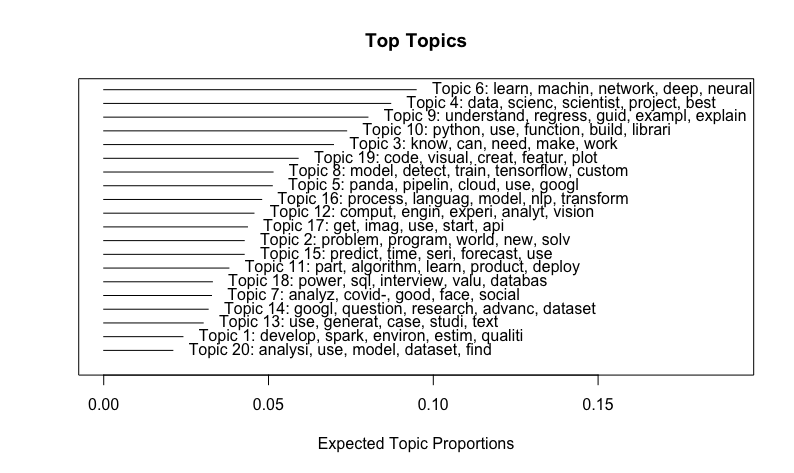 Top Topics
Topic 6: learn, machin, network, deep, neural
Topic 4: data, scienc, scientist, project, best
Topic 9: understand, regress, guid, exampl, explain
Topic 10: python, use, function, build, librari
Topic 3: know, can, need, make, work
Topic 19: code, visual, creat, featur, plot
Topic 8: model, detect, train, tensorflow, custom
Topic 5: panda, pipelin, cloud, use, googl
Topic 16: process, languag, model, nlp, transform
Topic 12: comput, engin, experi, analyt, vision
Topic 17: get, imag, use, start, api
Topic 2: problem, program, world, new, solv
Topic 15: predict, time, seri, forecast, use
Topic 11: part, algorithm, learn, product, deploy
Topic 18: power, sql, interview, valu, databas
Topic 7: analyz, covid-, good, face, social
Topic 14: googl, question, research, advanc, dataset
Topic 13: use, generat, case, studi, text
Topic 1: develop, spark, environ, estim, qualiti
Topic 20: analysi, use, model, dataset, find
0.00 0.05 0.10 0.15
Expected Topic Proportions